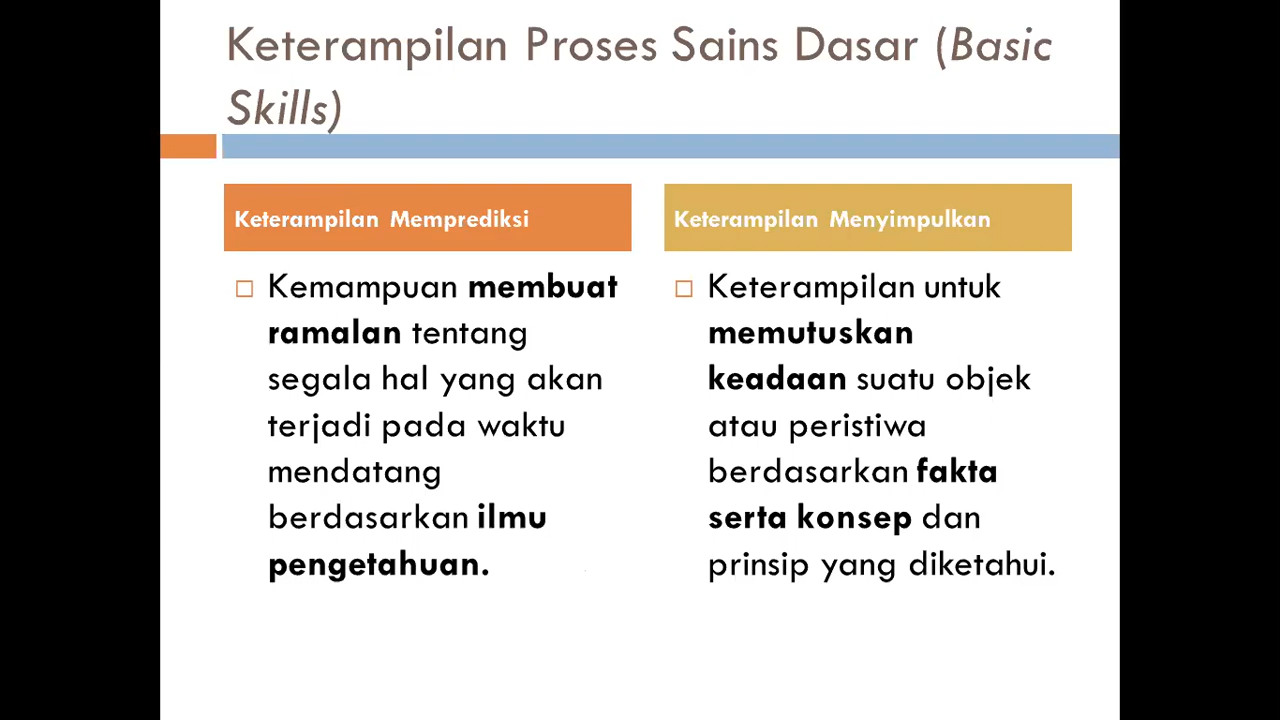 Keterampilan Proses Sains Dasar (Basic
Skills)
Keterampilan Memprediksi
Kemampuan membuat
ramalan tentang
segala hal yang akan
terjadi pada waktu
mendatang
berdasarkan ilmu
pengetahuan.
Keterampilan Menyimpulkan
Keterampilan untuk
memutuskan
keadaan suatu objek
atau peristiwa
berdasarkan fakta
serta konsep dan
prinsip yang diketahui.